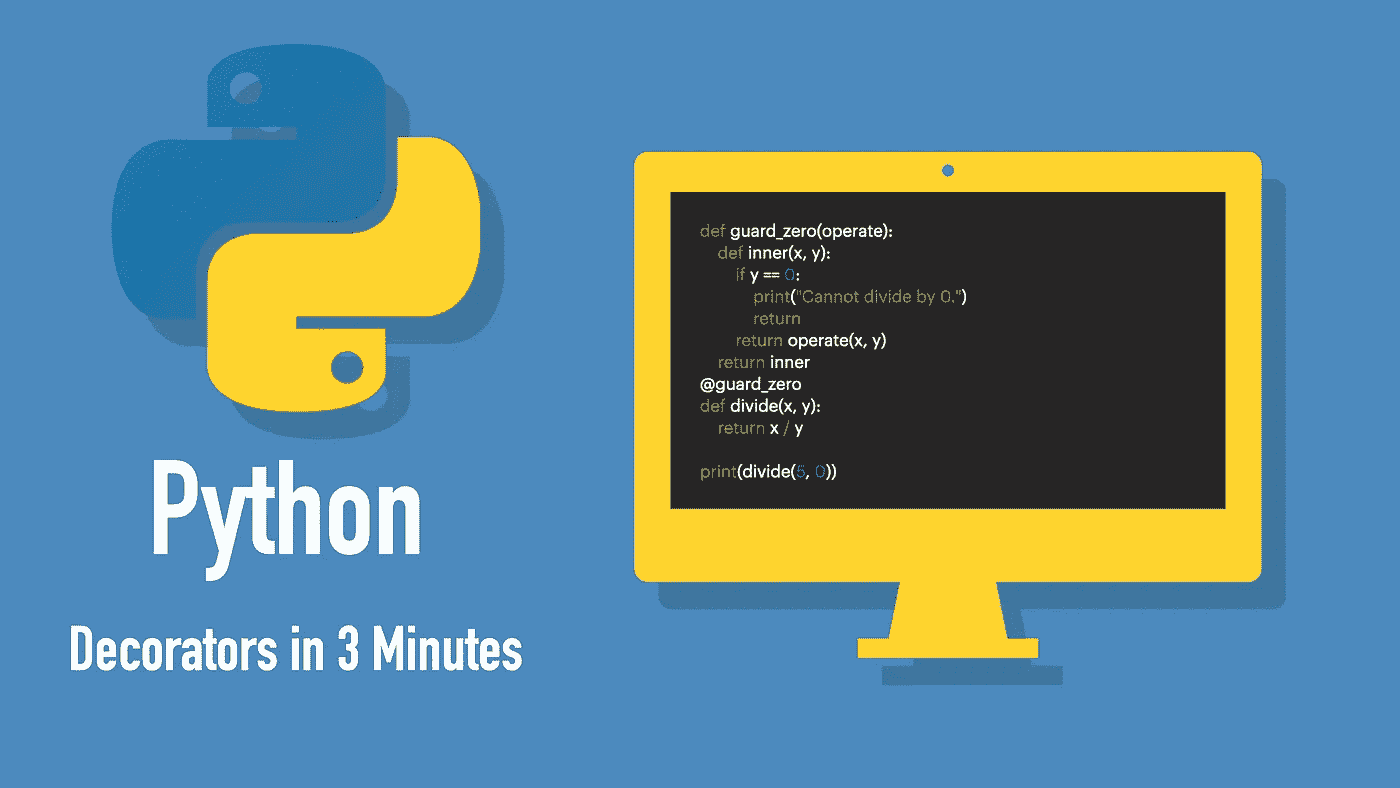 Python
Decorators in 3 Minutes
def guard_zero(operate):
    def inner(x, y):
        if y == 0:
            print("Cannot divide by 0.")
            return
        return operate(x, y)
    return inner
@guard_zero
def divide(x, y):
    return x / y

print(divide(5, 0))